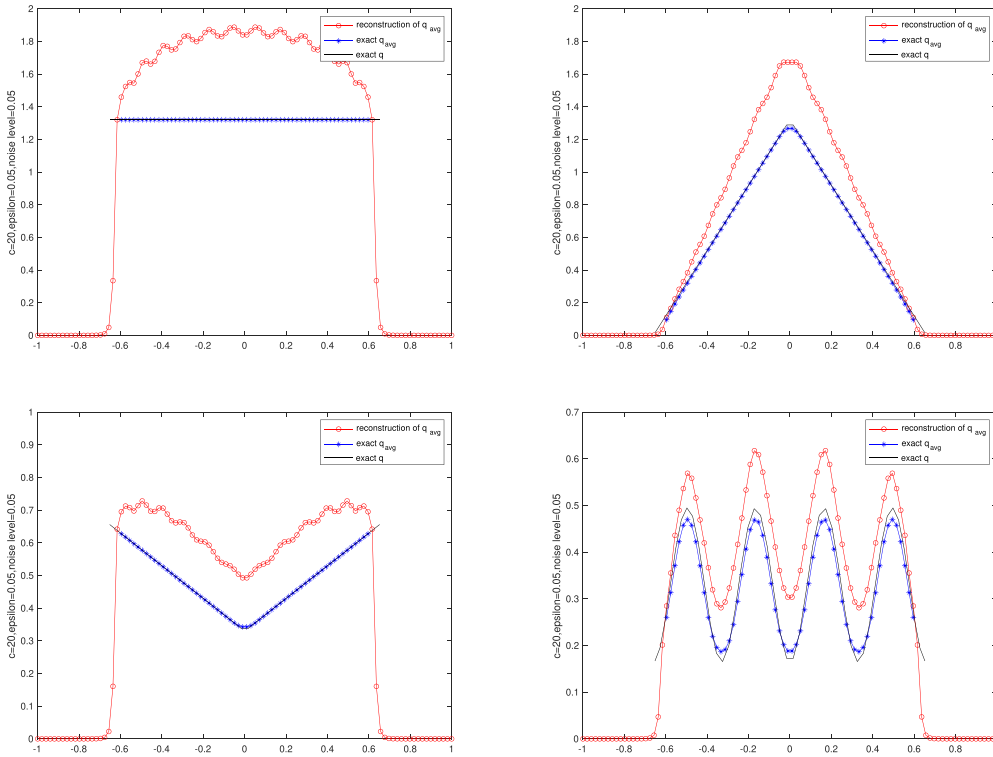 2
1.8
1.6
1.4
1.2
1
0.8
0.6
0.4
0.2
0
-1 -0.8 -0.6 -0.4 -0.2 0 0.2 0.4 0.6 0.8 1
c=20,epsilon=0.05,noise level=0.05
reconstruction of q avg
exact q avg
exact q
2
1.8
1.6
1.4
1.2
1
0.8
0.6
0.4
0.2
0
-1 -0.8 -0.6 -0.4 -0.2 0 0.2 0.4 0.6 0.8
c=20,epsilon=0.05,noise level=0.05
reconstruction of q avg
exact q avg
exact q
1
0.9
0.8
0.7
0.6
0.5
0.4
0.3
0.2
0.1
0
-1 -0.8 -0.6 -0.4 -0.2 0 0.2 0.4 0.6 0.8 1
c=20,epsilon=0.05,noise level=0.05
reconstruction of q avg
exact q avg
exact q
0.7
0.6
0.5
0.4
0.3
0.2
0.1
0
-1 -0.8 -0.6 -0.4 -0.2 0 0.2 0.4 0.6 0.8
c=20,epsilon=0.05,noise level=0.05
reconstruction of q avg
exact q avg
exact q